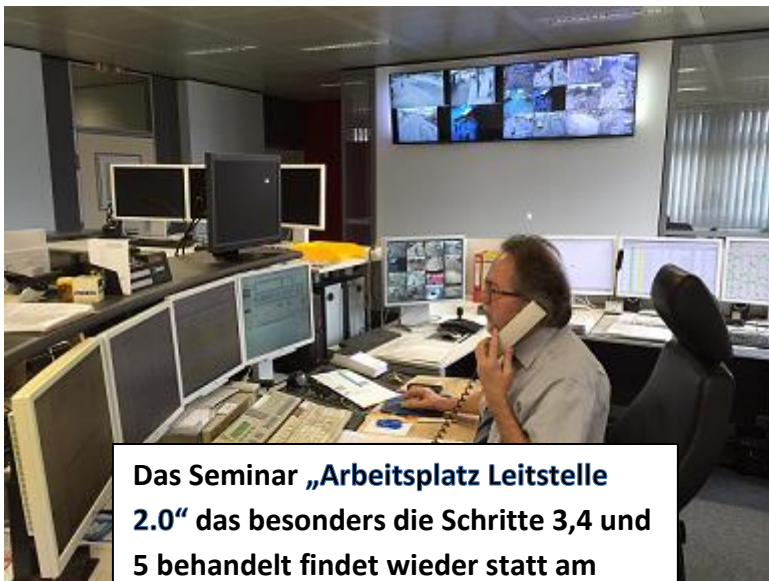 Das Seminar „Arbeitsplatz Leitstelle
2.0“ das besonders die Schritte 3,4 und
5 behandelt findet wieder statt am